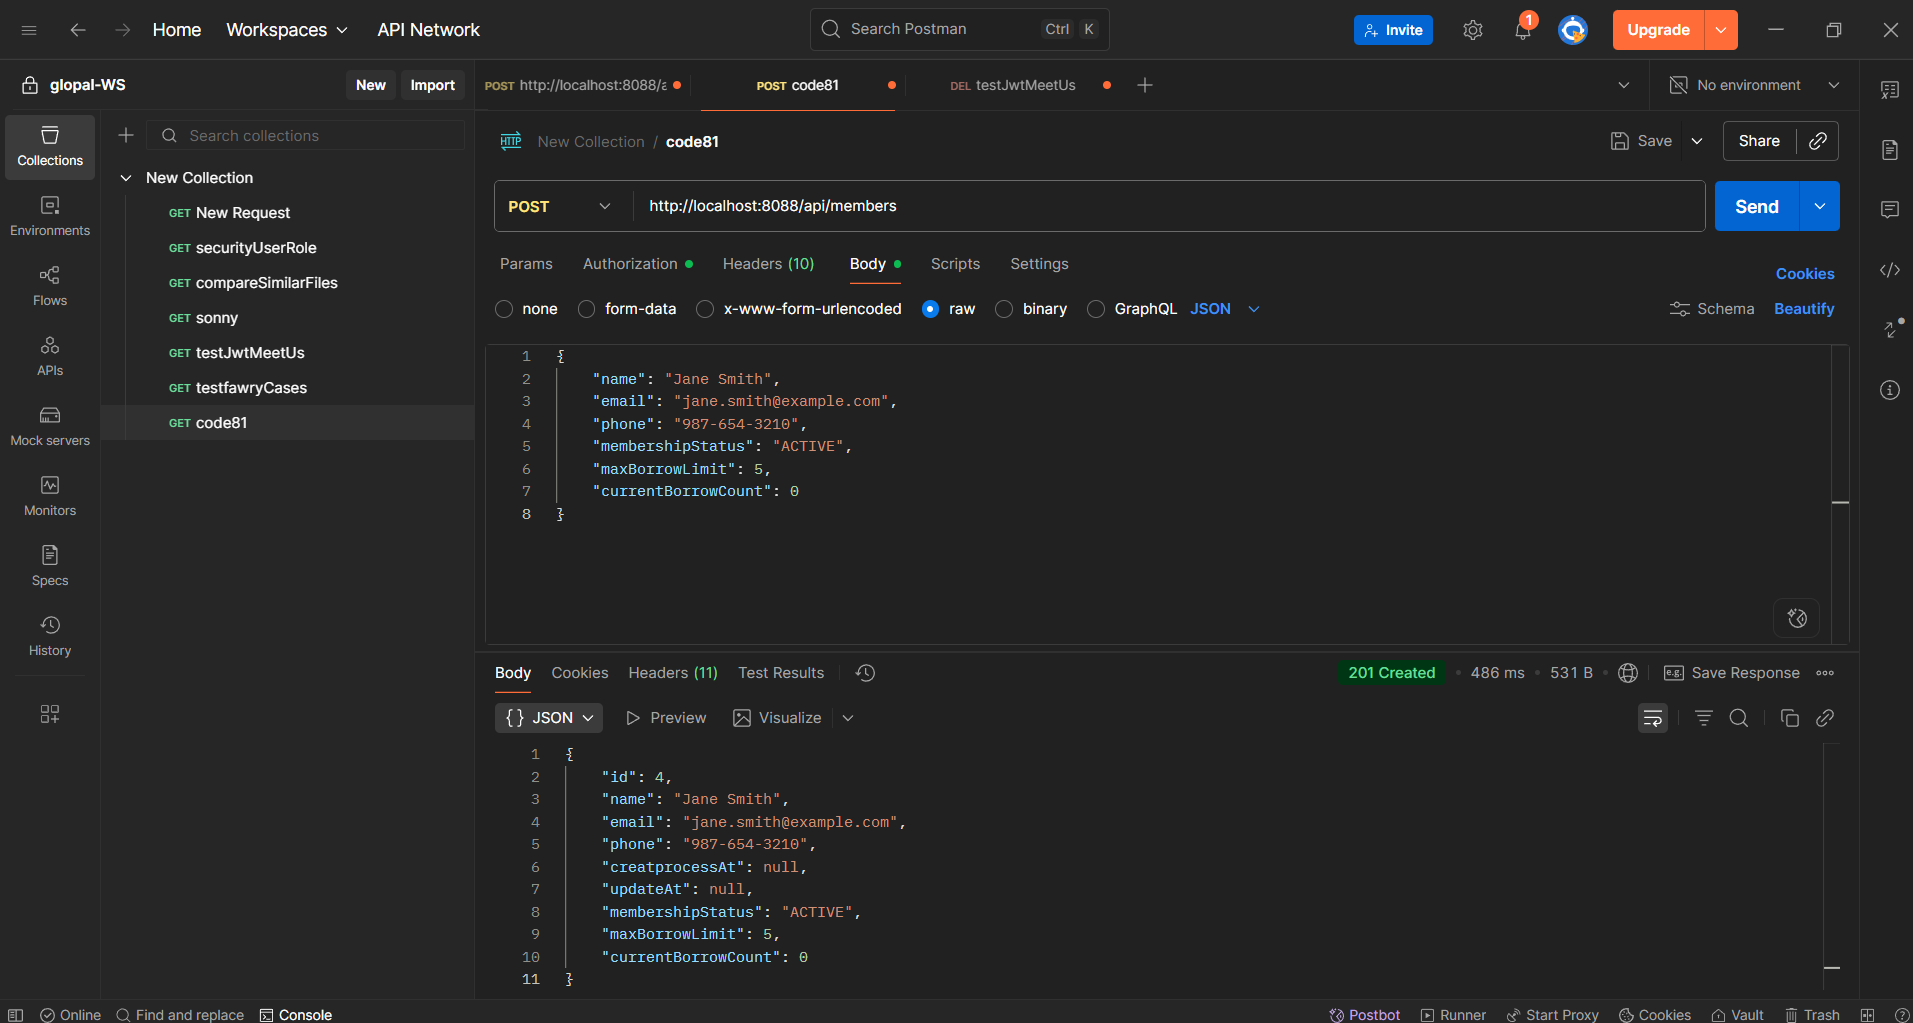 Home
Workspaces
API Network
Search Postman
Ctrl K
Invite
1
Upgrade
glopal-WS
New
Import
POST http://localhost:8088/a
POST code81
DEL testJwtMeetUs
No environment
Collections
Environments
Flows
APIs
Mock servers
Monitors
Specs
History
Search collections
New Collection
GET New Request
GET securityUserRole
GET compareSimilarFiles
GET sonny
GET testJwtMeetUs
GET testfawryCases
GET code81
HTTP New Collection / code81
Save
Share
POST
http://localhost:8088/api/members
Send
Params
Authorization
Headers (10)
Body
Scripts
Settings
Cookies
none
form-data
x-www-form-urlencoded
raw
binary
GraphQL
JSON
Schema
Beautify
1 {
2 "name": "Jane Smith",
3 "email": "jane.smith@example.com",
4 "phone": "987-654-3210",
5 "membershipStatus": "ACTIVE",
6 "maxBorrowLimit": 5,
7 "currentBorrowCount": 0
8 }
Body
Cookies
Headers (11)
Test Results
201 Created
486 ms
531 B
e.g.
Save Response
{} JSON
Preview
Visualize
1 {
2 "id": 4,
3 "name": "Jane Smith",
4 "email": "jane.smith@example.com",
5 "phone": "987-654-3210",
6 "creatprocessAt": null,
7 "updateAt": null,
8 "membershipStatus": "ACTIVE",
9 "maxBorrowLimit": 5,
10 "currentBorrowCount": 0
11 }
Online
Find and replace
Console
Postbot
Runner
Start Proxy
Cookies
Vault
Trash